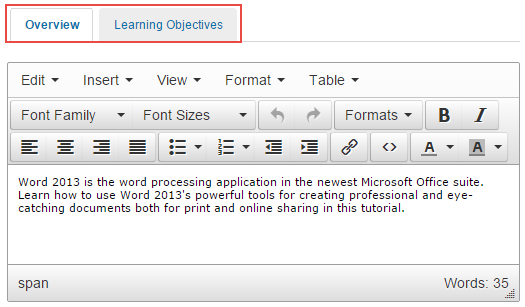 Overview Learning Objectives
Edit Insert View Format Table
Font Family Font Sizes Formats B I
A A
Word 2013 is the word processing application in the newest Microsoft Office suite.
Learn how to use Word 2013's powerful tools for creating professional and eye-
catching documents both for print and online sharing in this tutorial.
span Words: 35